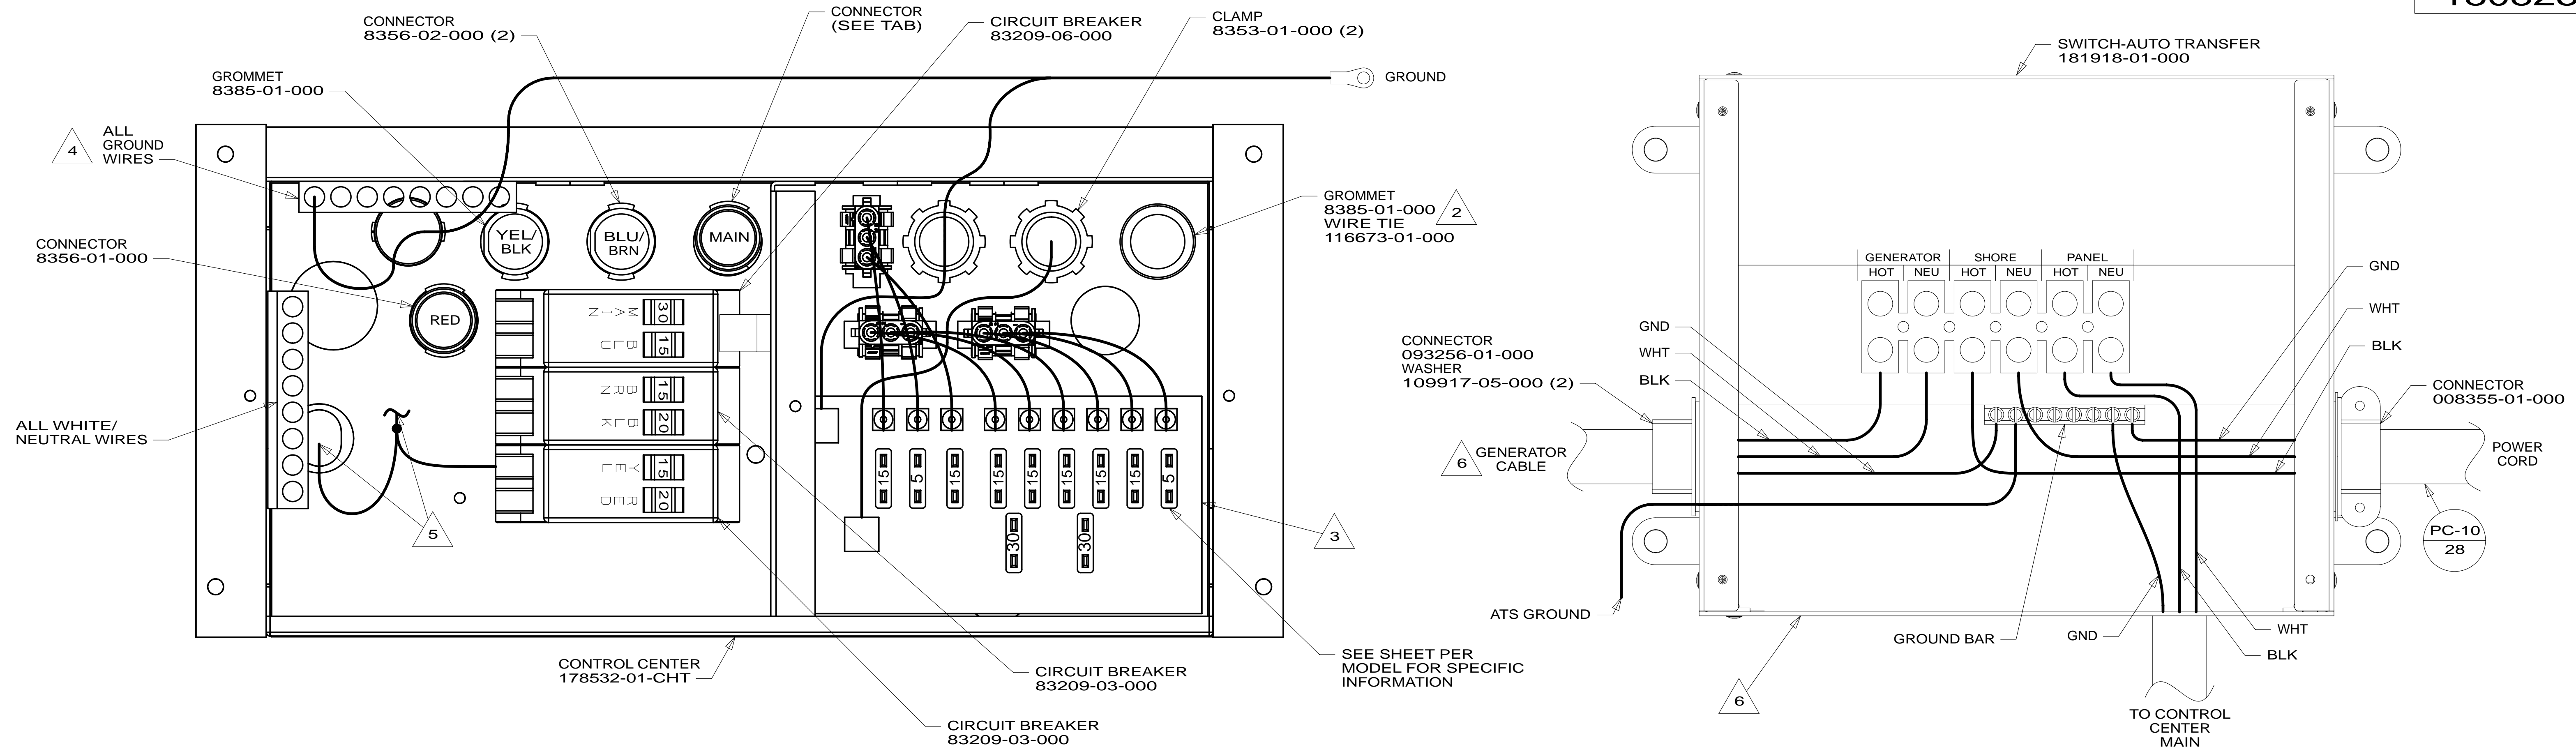 CONNECTOR
8356-02-000 (2)
CONNECTOR
(SEE TAB)
CIRCUIT BREAKER
83209-06-000
CLAMP
8353-01-000 (2)
GROMMET
8385-01-000
GROUND
4
ALL
GROUND
WIRES
CONNECTOR
8356-01-000
GROMMET
8385-01-000
WIRE TIE
116673-01-000
2
YEL/
BLK
BLU/
BRN
MAIN
RED
MAIN
30
BLU
15
BRN
15
BLK
20
YEL
15
RED
20
ALL WHITE/
NEUTRAL WIRES
5
15
5
15
15
15
15
15
15
5
30
30
3
CONTROL CENTER
178532-01-CHT
CIRCUIT BREAKER
83209-03-000
CIRCUIT BREAKER
83209-03-000
SEE SHEET PER
MODEL FOR SPECIFIC
INFORMATION
SWITCH-AUTO TRANSFER
181918-01-000
GENERATOR
SHORE
PANEL
HOT
NEU
HOT
NEU
HOT
NEU
GND
WHT
BLK
GND
WHT
BLK
CONNECTOR
093256-01-000
WASHER
109917-05-000 (2)
CONNECTOR
008355-01-000
6
GENERATOR
CABLE
POWER
CORD
PC-10
28
ATS GROUND
GROUND BAR
GND
WHT
BLK
6
TO CONTROL
CENTER
MAIN